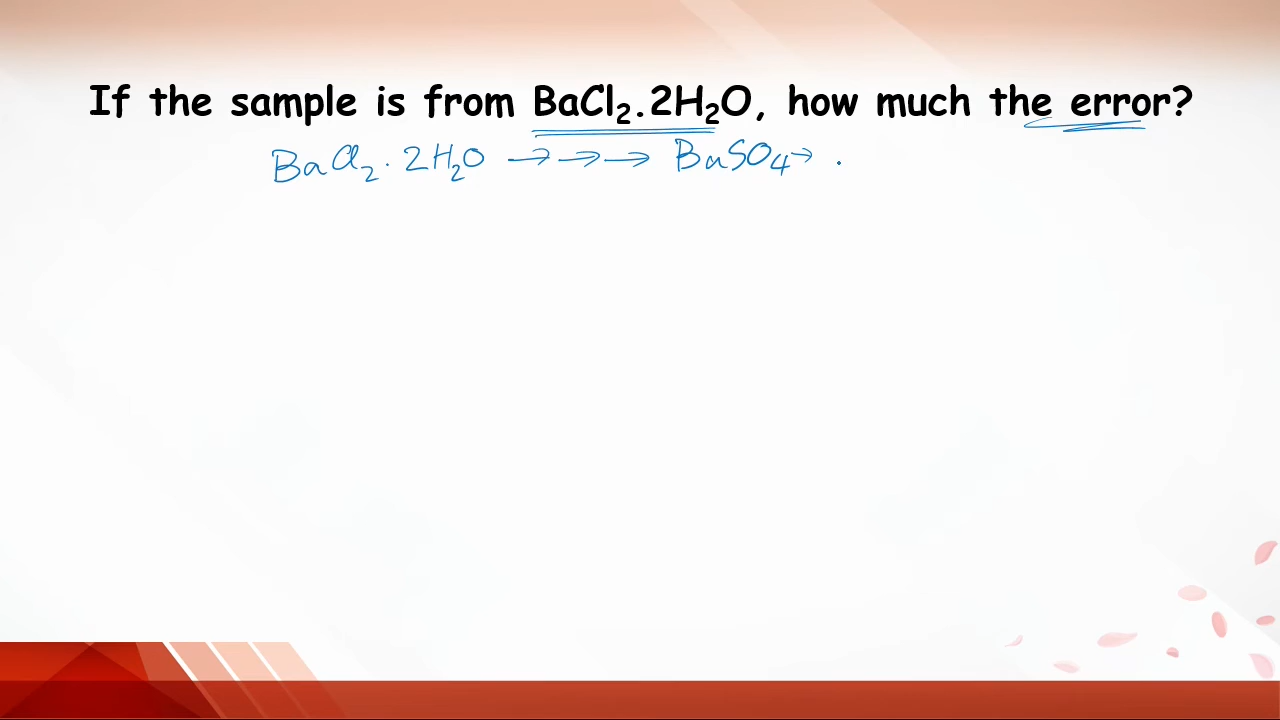 If the sample is from BaCl₂.2H₂O, how much the error?
BaCl₂·2H₂O →→→ BaSO₄→ .